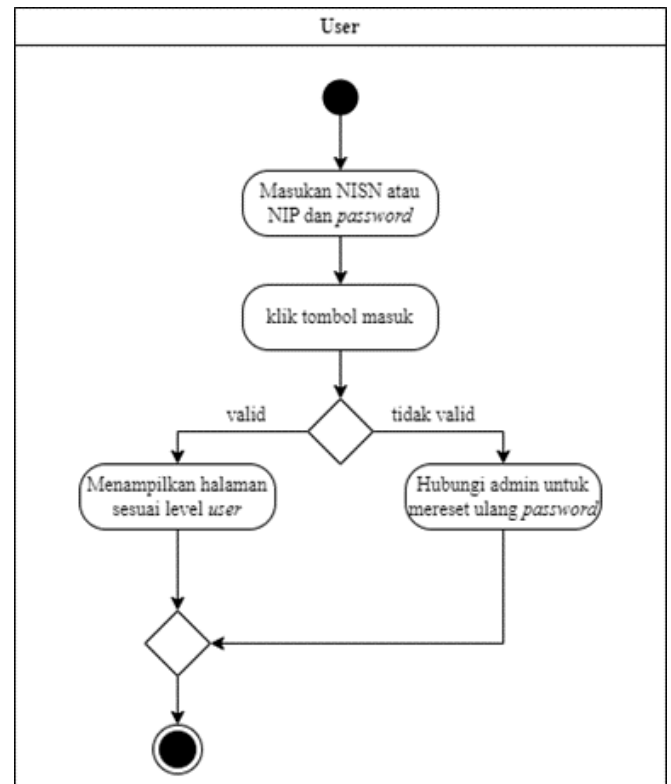 User
Masukan NISN atau
NIP dan password
klik tombol masuk
valid
tidak valid
Menampilkan halaman
sesuai level user
Hubungi admin untuk
mereset ulang password